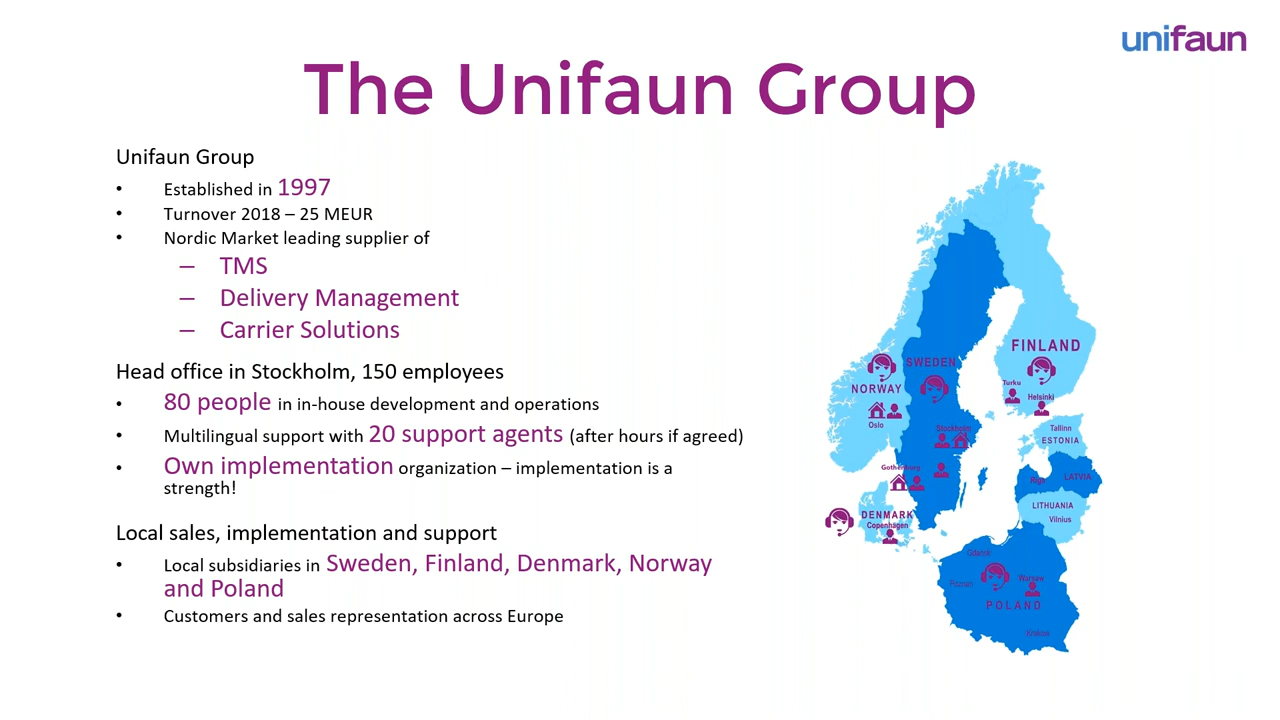 unifaun
The Unifaun Group
Unifaun Group
• Established in 1997
• Turnover 2018 – 25 MEUR
• Nordic Market leading supplier of
– TMS
– Delivery Management
– Carrier Solutions
Head office in Stockholm, 150 employees
• 80 people in in-house development and operations
• Multilingual support with 20 support agents (after hours if agreed)
• Own implementation organization – implementation is a
strength!
Local sales, implementation and support
• Local subsidiaries in Sweden, Finland, Denmark, Norway
and Poland
• Customers and sales representation across Europe
FINLAND
SWEDEN
NORWAY
Turku
Helsinki
Oslo
Stockholm
Tallinn
ESTONIA
Gothenburg
Riga
LATVIA
LITHUANIA
Vilnius
DENMARK
Copenhagen
Gdansk
Poznan
Warsaw
POLAND
Krakow